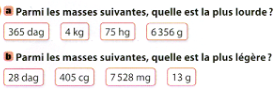 a Parmi les masses suivantes, quelle est la plus lourde ?
365 dag 4 kg 75 hg 6 356 g
b Parmi les masses suivantes, quelle est la plus légère ?
28 dag 405 cg 7 528 mg 13 g